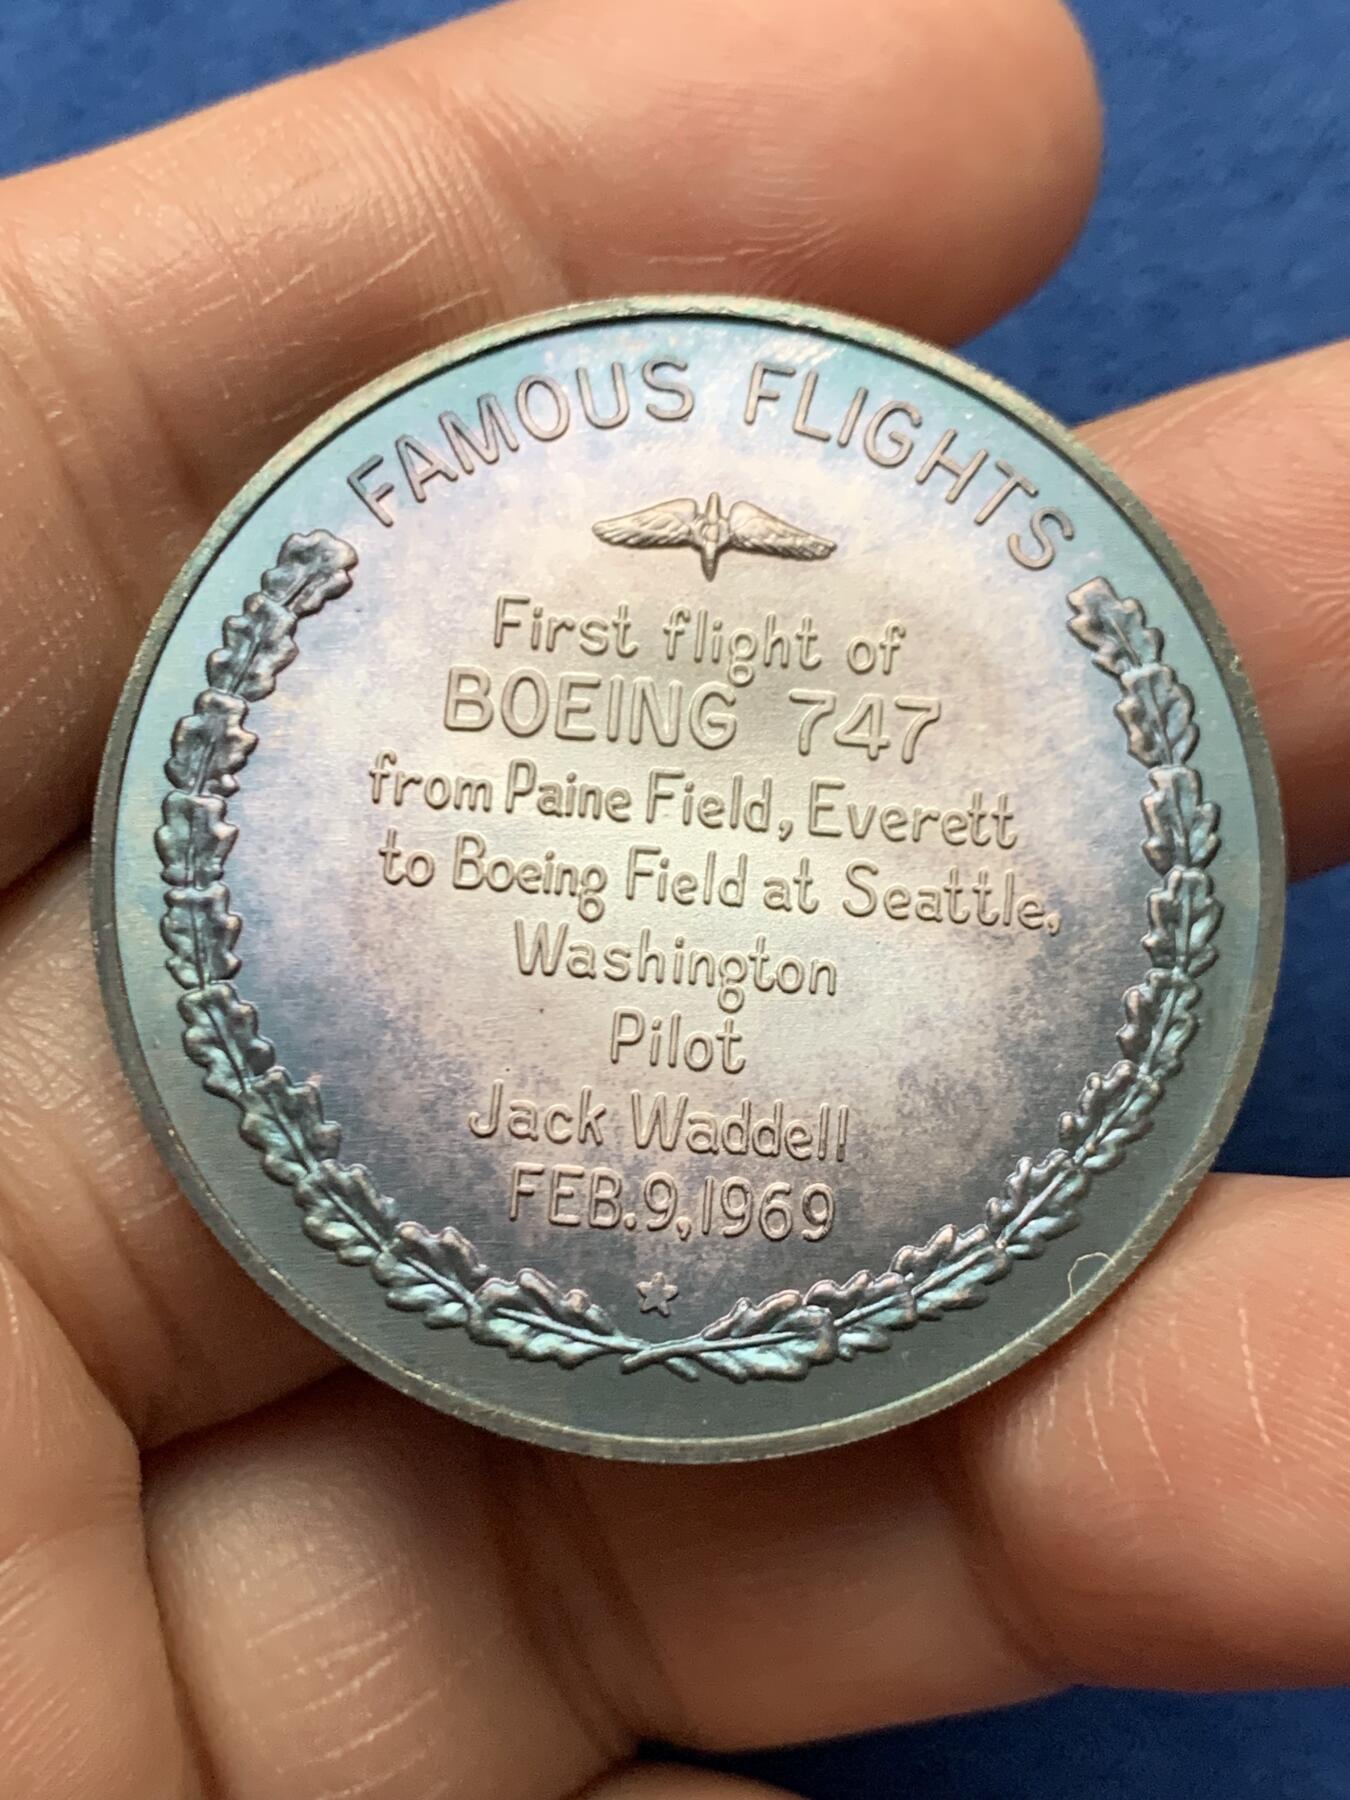 FAMOUS FLIGHTS
First flight of
BOEING 747
from Paine Field, Everett
to Boeing Field at Seattle,
Washington
Pilot
Jack Waddell
FEB. 9, 1969